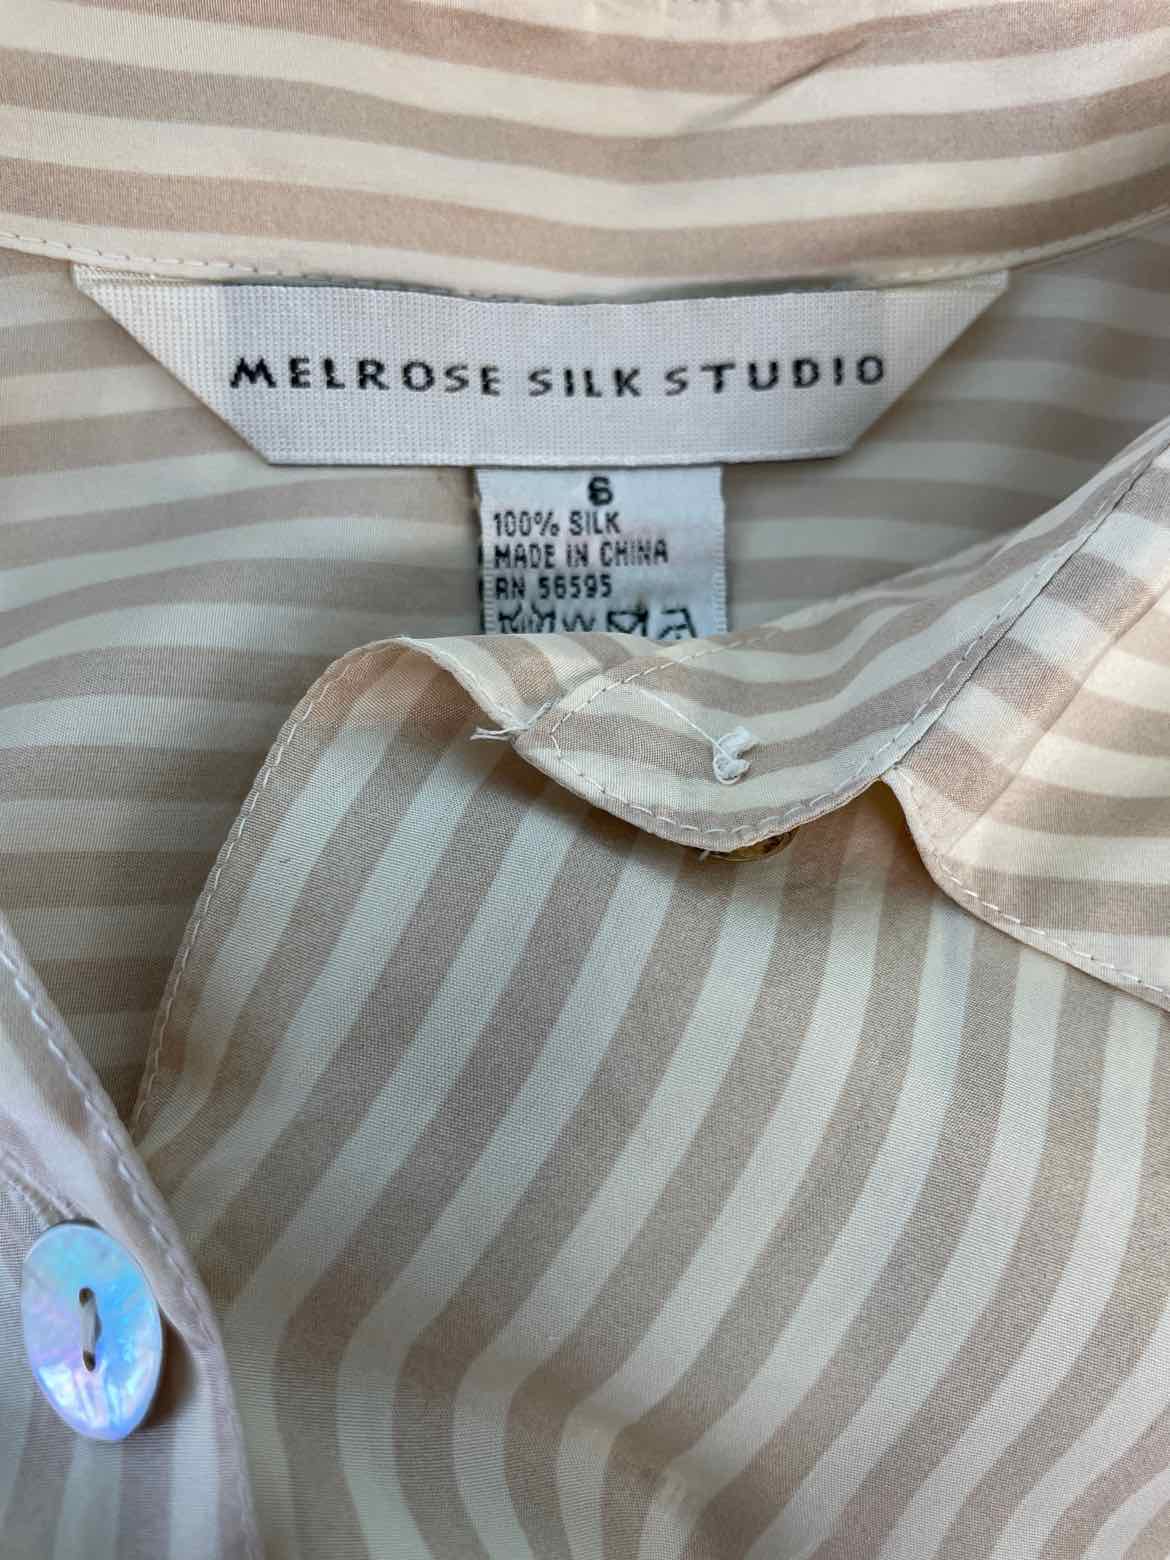 MELROSE SILK STUDIO
6
100% SILK
MADE IN CHINA
RN 56595